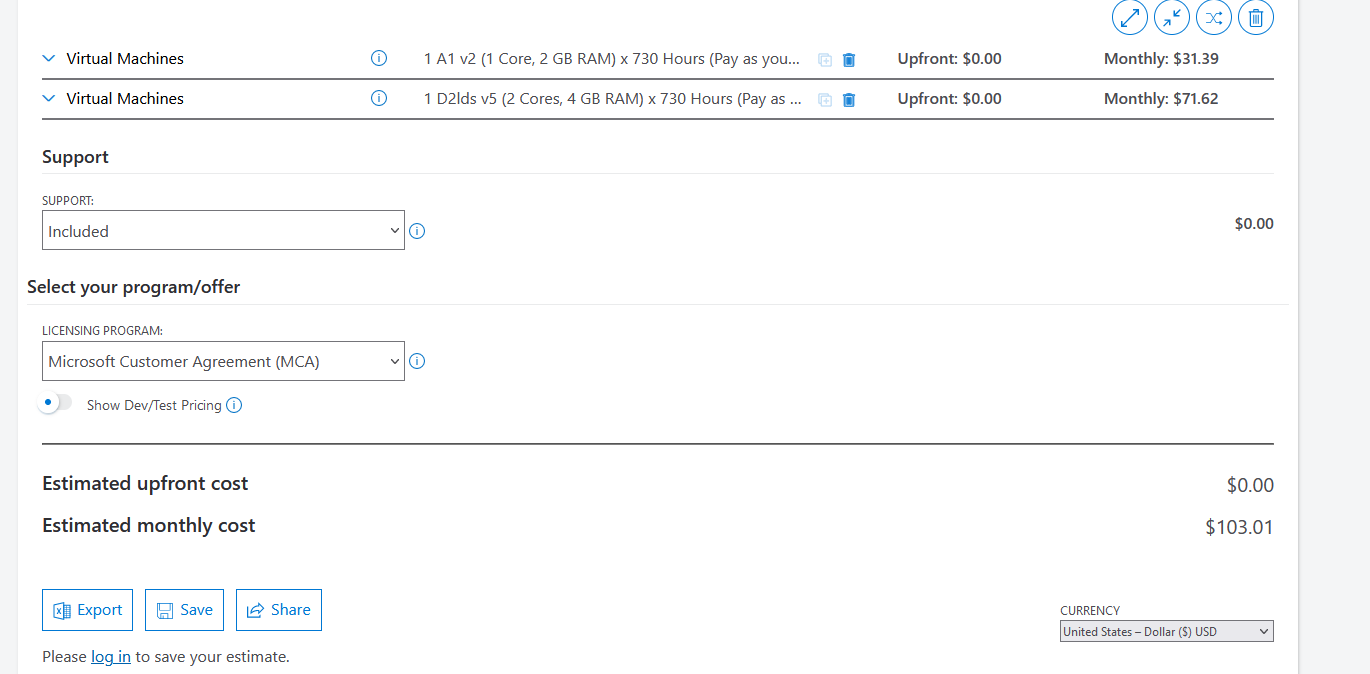 Virtual Machines 1 A1 v2 (1 Core, 2 GB RAM) x 730 Hours (Pay as you... Upfront: $0.00 Monthly: $31.39
Virtual Machines 1 D2lds v5 (2 Cores, 4 GB RAM) x 730 Hours (Pay as ... Upfront: $0.00 Monthly: $71.62
Support
SUPPORT:
Included $0.00
Select your program/offer
LICENSING PROGRAM:
Microsoft Customer Agreement (MCA)
Show Dev/Test Pricing
Estimated upfront cost $0.00
Estimated monthly cost $103.01
Export Save Share
CURRENCY
United States – Dollar ($) USD
Please log in to save your estimate.